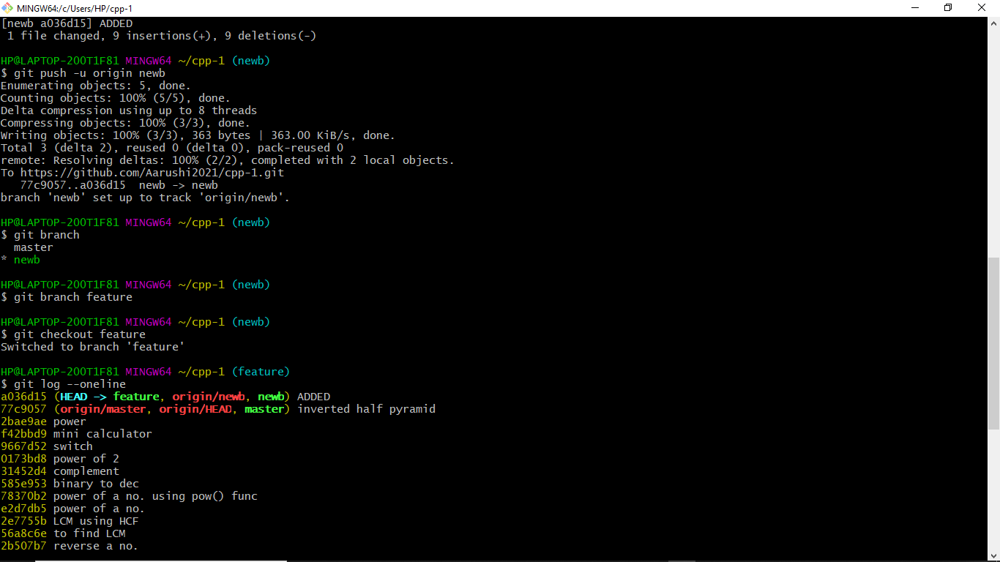 MINGW64:/c/Users/HP/cpp-1
[newb a036d15] ADDED
 1 file changed, 9 insertions(+), 9 deletions(-)
HP@LAPTOP-200T1F81 MINGW64 ~/cpp-1 (newb)
$ git push -u origin newb
Enumerating objects: 5, done.
Counting objects: 100% (5/5), done.
Delta compression using up to 8 threads
Compressing objects: 100% (3/3), done.
Writing objects: 100% (3/3), 363 bytes | 363.00 KiB/s, done.
Total 3 (delta 2), reused 0 (delta 0), pack-reused 0
remote: Resolving deltas: 100% (2/2), completed with 2 local objects.
To https://github.com/Aarushi2021/cpp-1.git
   77c9057..a036d15  newb -> newb
branch 'newb' set up to track 'origin/newb'.
HP@LAPTOP-200T1F81 MINGW64 ~/cpp-1 (newb)
$ git branch
  master
* newb
HP@LAPTOP-200T1F81 MINGW64 ~/cpp-1 (newb)
$ git branch feature
HP@LAPTOP-200T1F81 MINGW64 ~/cpp-1 (newb)
$ git checkout feature
Switched to branch 'feature'
HP@LAPTOP-200T1F81 MINGW64 ~/cpp-1 (feature)
$ git log --oneline
a036d15 (HEAD -> feature, origin/newb, newb) ADDED
77c9057 (origin/master, origin/HEAD, master) inverted half pyramid
2bae9ae power
f42bbd9 mini calculator
9667d52 switch
0173bd8 power of 2
31452d4 complement
585e953 binary to dec
78370b2 power of a no. using pow() func
e2d7db5 power of a no.
2e7755b LCM using HCF
56a8c6e to find LCM
2b507b7 reverse a no.